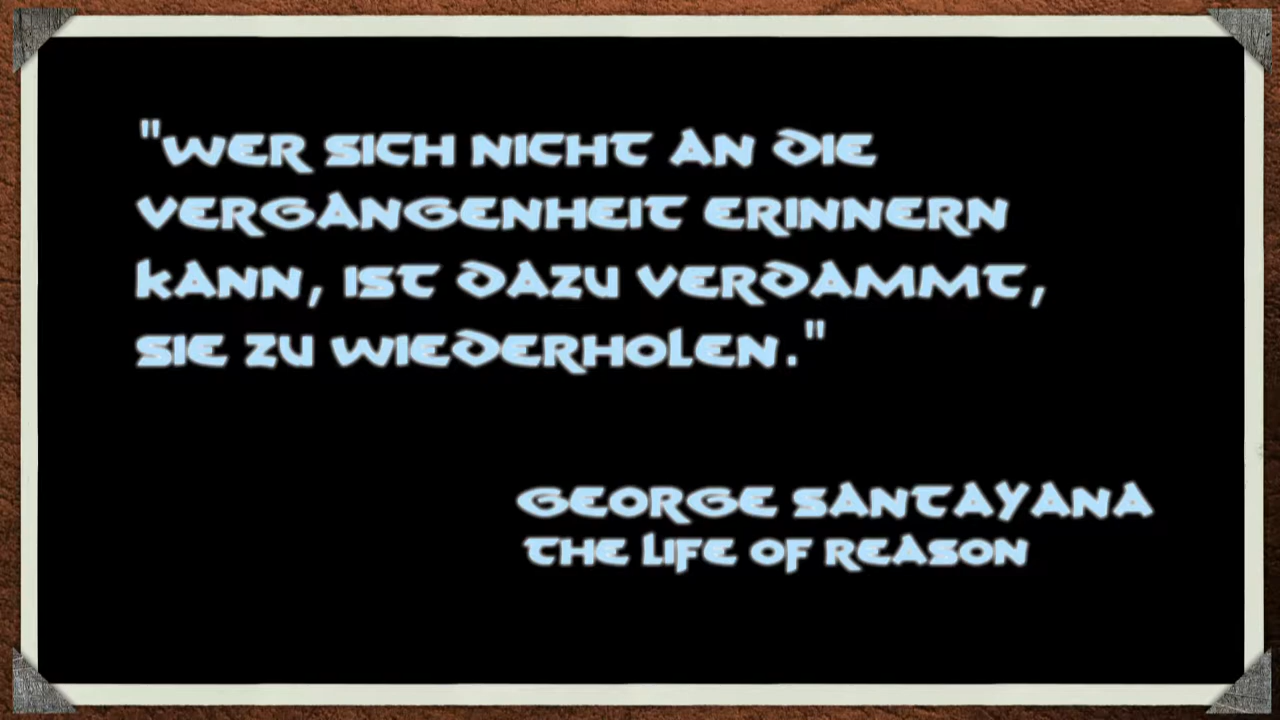 "WER SICH NICHT AN DIE
VERGANGENHEIT ERINNERN
KANN, IST DAZU VERDAMMT,
SIE ZU WIEDERHOLEN."
GEORGE SANTAYANA
THE LIFE OF REASON